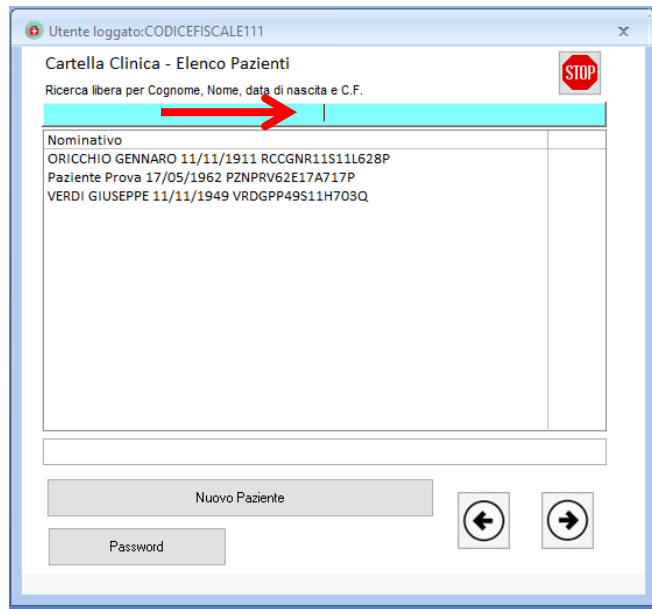 Utente loggato:CODICEFISCALE111
x
Cartella Clinica - Elenco Pazienti
STOP
Ricerca libera per Cognome, Nome, data di nascita e C.F.
Nominativo
ORICCHIO GENNARO 11/11/1911 RCCGNR11S11L628P
Paziente Prova 17/05/1962 PZNPRV62E17A717P
VERDI GIUSEPPE 11/11/1949 VRDGPP49S11H703Q
Nuovo Paziente
Password